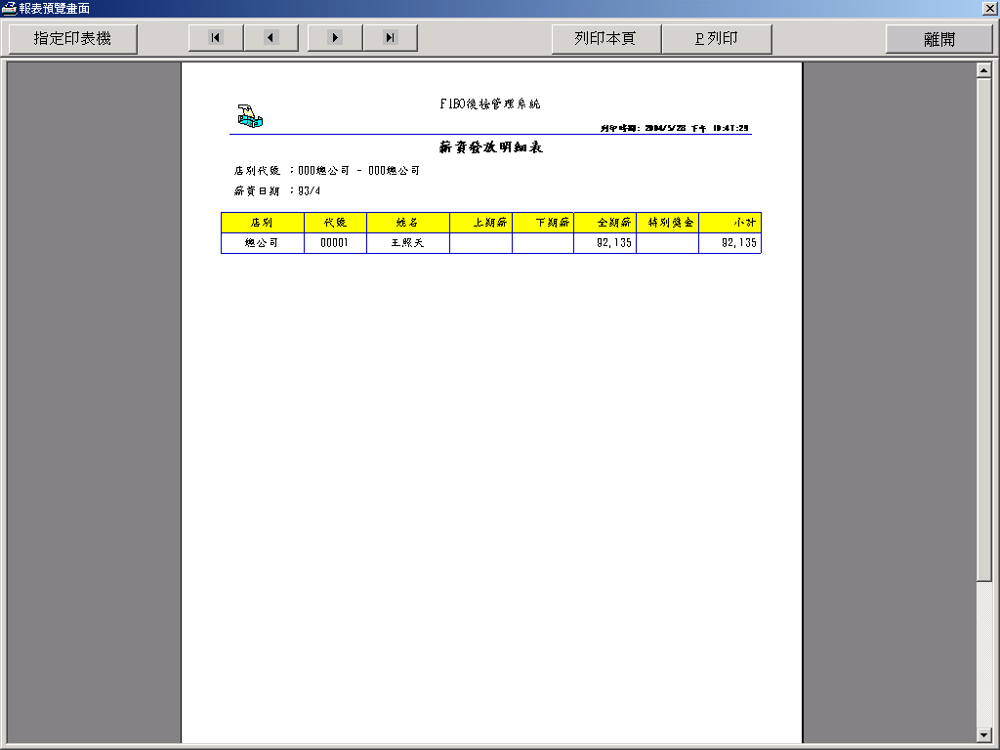 報表預覽畫面
指定印表機 列印本頁 P列印 離開
FIBO後檯管理系統
列印時間: 2004/5/28 下午 10:41:29
薪資發放明細表
店別代號 :000總公司 - 000總公司
薪資日期 :93/4
店別 代號 姓名 上期薪 下期薪 全期薪 特別獎金 小計
總公司 00001 王照天 92,135 92,135